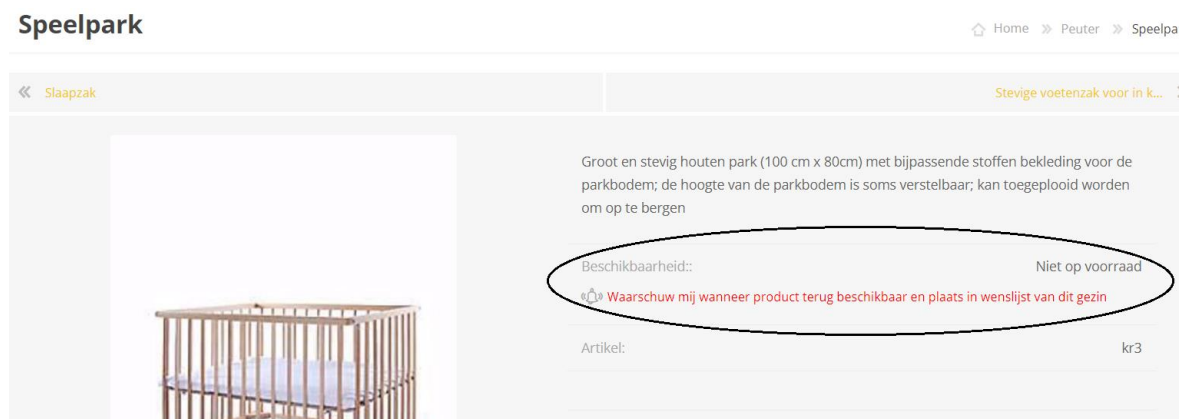 Speelpark
Home » Peuter » Speelpa
« Slaapzak
Stevige voetenzak voor in k...
Groot en stevig houten park (100 cm x 80cm) met bijpassende stoffen bekleding voor de
parkbodem; de hoogte van de parkbodem is soms verstelbaar; kan toegeplooid worden
om op te bergen
Beschikbaarheid:: Niet op voorraad
Waarschuw mij wanneer product terug beschikbaar en plaats in wenslijst van dit gezin
Artikel: kr3